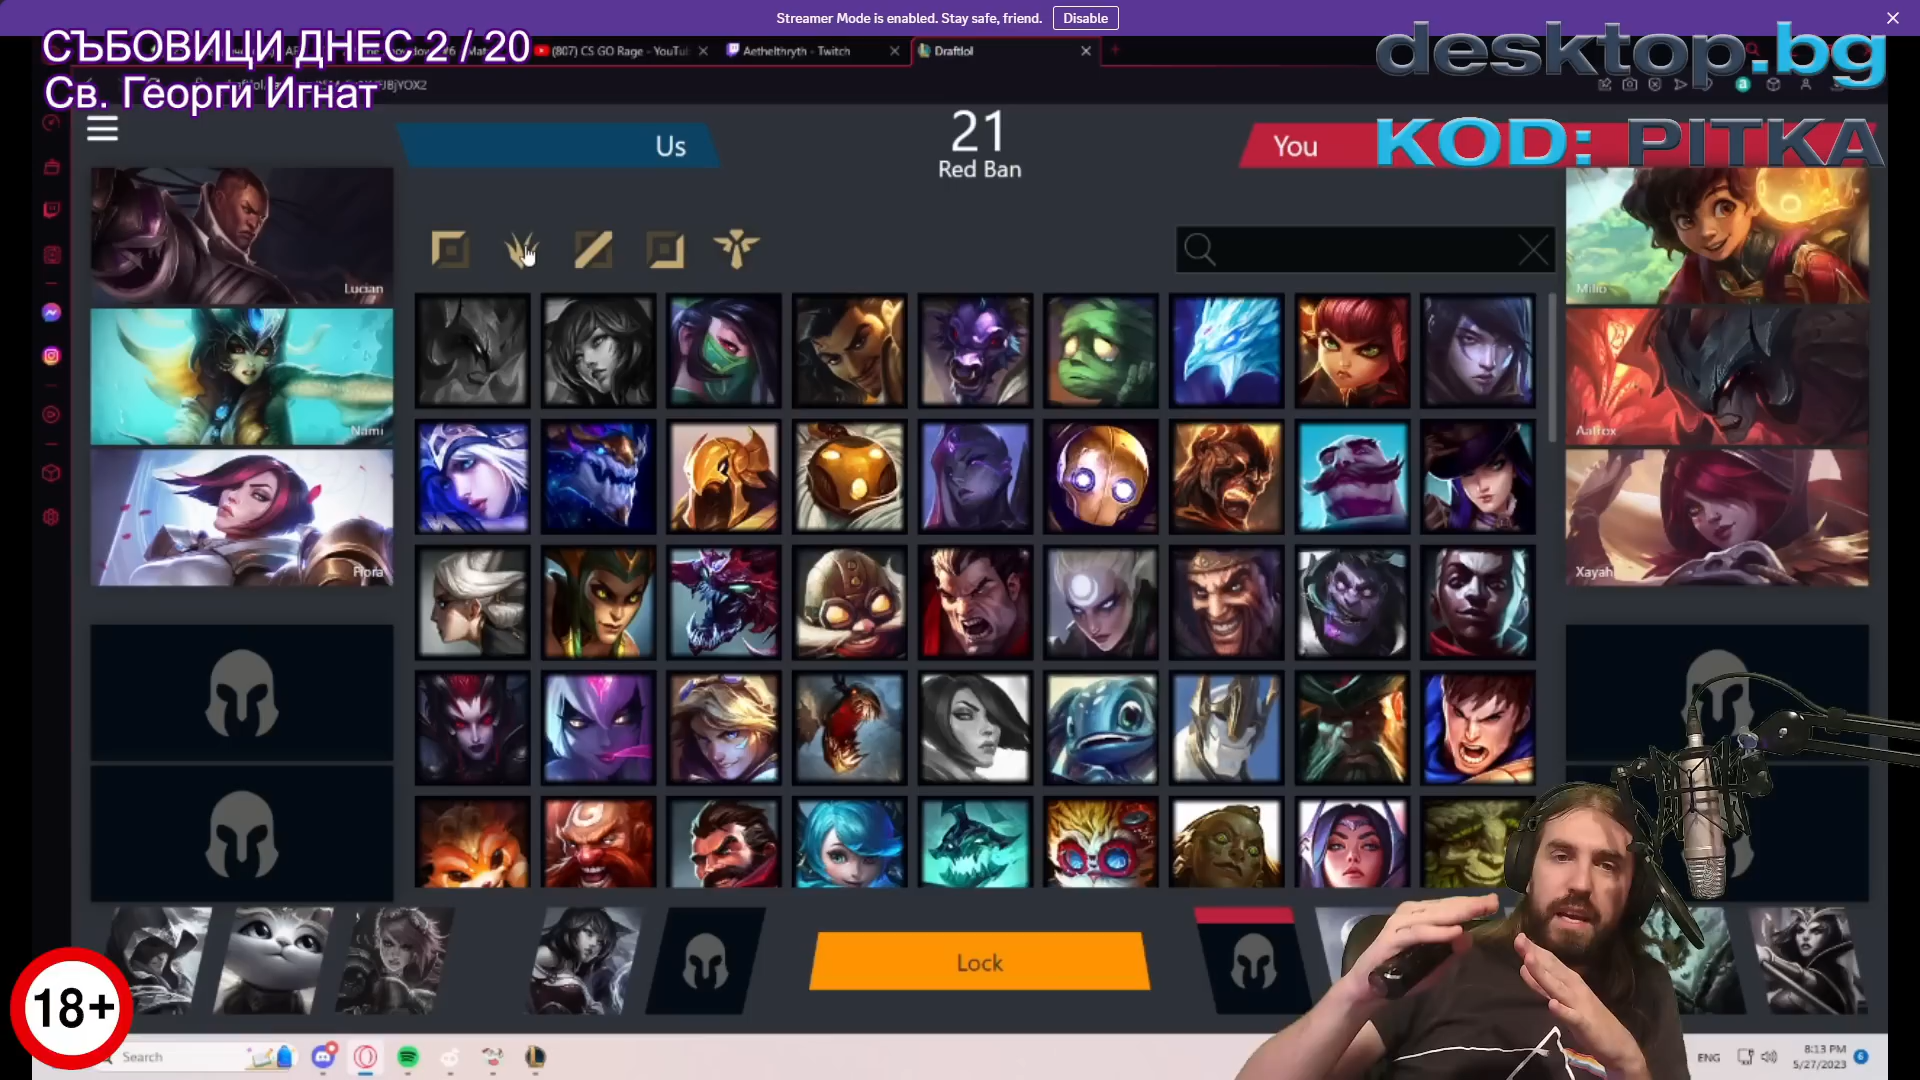 Streamer Mode is enabled. Stay safe, friend. Disable
СЪБОВИЦИ ДНЕС 2 / 20
Св. Георги Игнат
(807) CS GO Rage - YouTu
Aethelthryth - Twitch
Draftlol
desktop.bg
KOD: PITKA
Us
21
Red Ban
You
Lucian
Nami
Fiora
Milio
Aatrox
Xayah
Lock
18+
Search
ENG
8:13 PM
5/27/2023
6